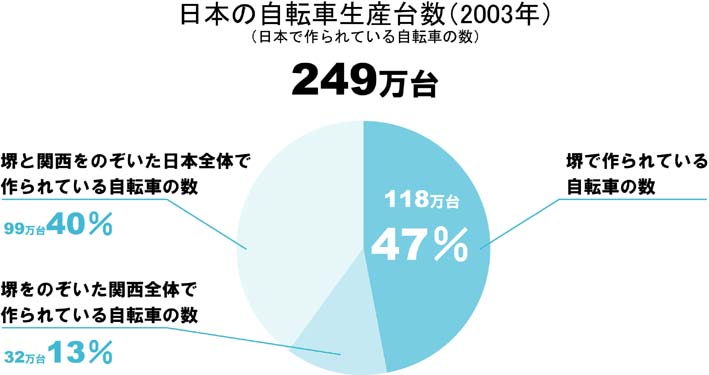 日本の自転車生産台数(2003年)
(日本で作られている自転車の数)
249万台
堺と関西をのぞいた日本全体で
作られている自転車の数
99万台40%
堺をのぞいた関西全体で
作られている自転車の数
32万台13%
118万台
47%
堺で作られている
自転車の数